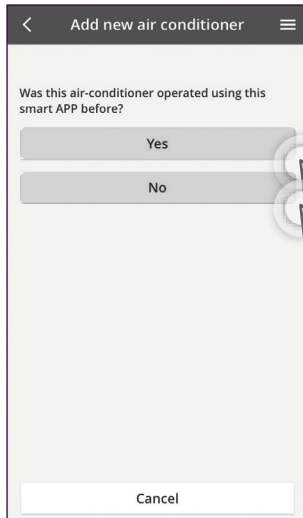 Add new air conditioner
Was this air-conditioner operated using this
smart APP before?
Yes
No
Cancel